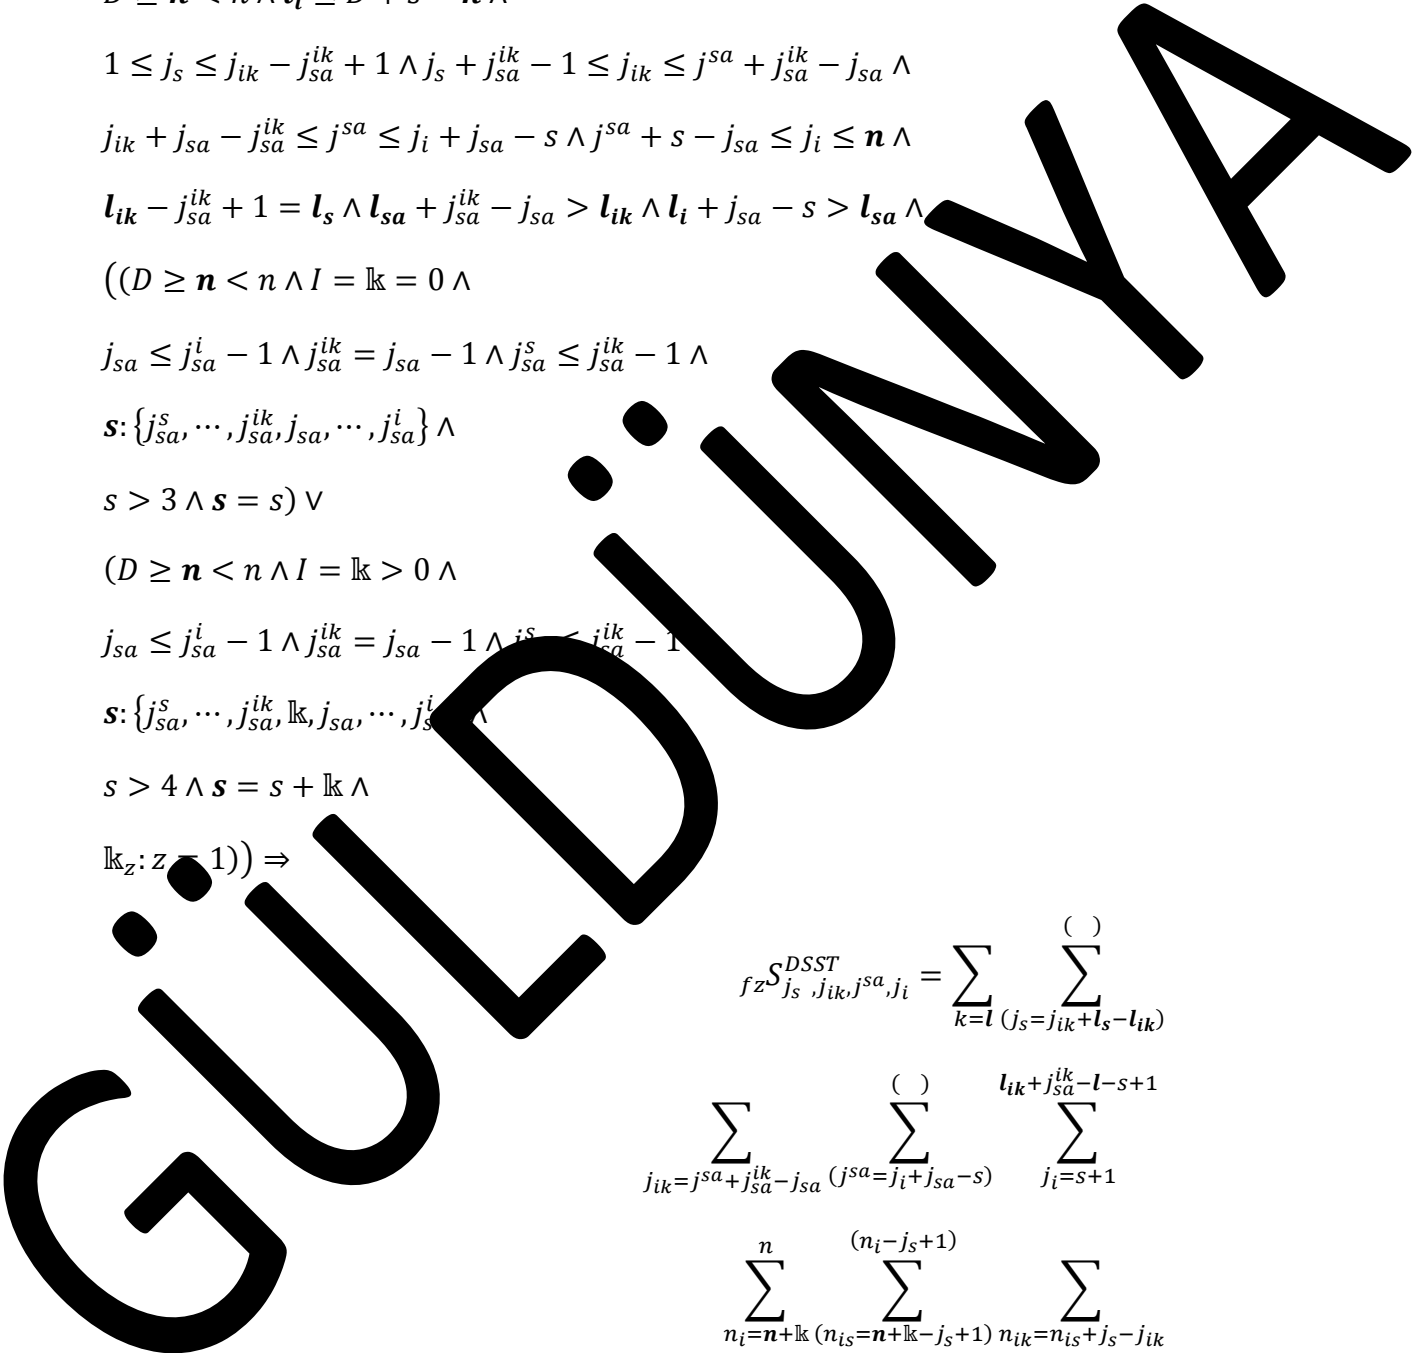 1 ≤ j_s ≤ j_{ik} − j_{sa}^{ik} + 1 ∧ j_s + j_{sa}^{ik} − 1 ≤ j_{ik} ≤ j^{sa} + j_{sa}^{ik} − j_{sa} ∧
j_{ik} + j_{sa} − j_{sa}^{ik} ≤ j^{sa} ≤ j_i + j_{sa} − s ∧ j^{sa} + s − j_{sa} ≤ j_i ≤ n ∧
l_{ik} − j_{sa}^{ik} + 1 = l_s ∧ l_{sa} + j_{sa}^{ik} − j_{sa} > l_{ik} ∧ l_i + j_{sa} − s > l_{sa} ∧
((D ≥ n < n ∧ I = 𝕜 = 0 ∧
j_{sa} ≤ j_{sa}^{i} − 1 ∧ j_{sa}^{ik} = j_{sa} − 1 ∧ j_{sa}^{s} ≤ j_{sa}^{ik} − 1 ∧
s: {j_{sa}^{s}, ⋯ , j_{sa}^{ik}, j_{sa}, ⋯ , j_{sa}^{i}} ∧
s > 3 ∧ s = s) ∨
(D ≥ n < n ∧ I = 𝕜 > 0 ∧
j_{sa} ≤ j_{sa}^{i} − 1 ∧ j_{sa}^{ik} = j_{sa} − 1 ∧ j^{s} ≤ j_{sa}^{ik} − 1
s: {j_{sa}^{s}, ⋯ , j_{sa}^{ik}, 𝕜, j_{sa}, ⋯ , j_{s}^{i} ∧
s > 4 ∧ s = s + 𝕜 ∧
𝕜_z: z = 1)) ⇒
_{fz}S_{j_s ,j_{ik},j^{sa},j_i}^{DSST} = ∑_{k=l} ∑_{(j_s=j_{ik}+l_s−l_{ik})}^{( )}
∑_{j_{ik}=j^{sa}+j_{sa}^{ik}−j_{sa}} ∑_{(j^{sa}=j_i+j_{sa}−s)}^{( )} ∑_{j_i=s+1}^{l_{ik}+j_{sa}^{ik}−l−s+1}
∑_{n_i=n+𝕜}^{n} ∑_{(n_{is}=n+𝕜−j_s+1)}^{(n_i−j_s+1)} ∑_{n_{ik}=n_{is}+j_s−j_{ik}}
GÜLDÜNYA